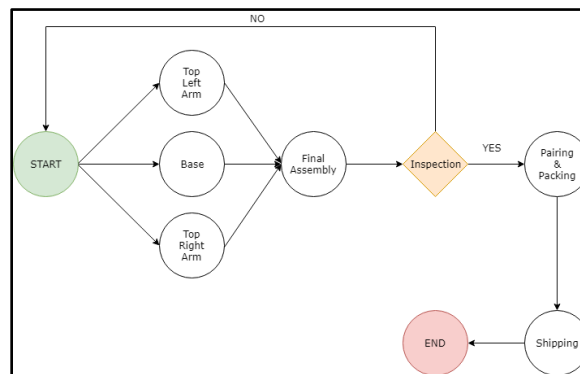 NO
START
Top
Left
Arm
Base
Top
Right
Arm
Final
Assembly
Inspection
YES
Pairing
&
Packing
Shipping
END